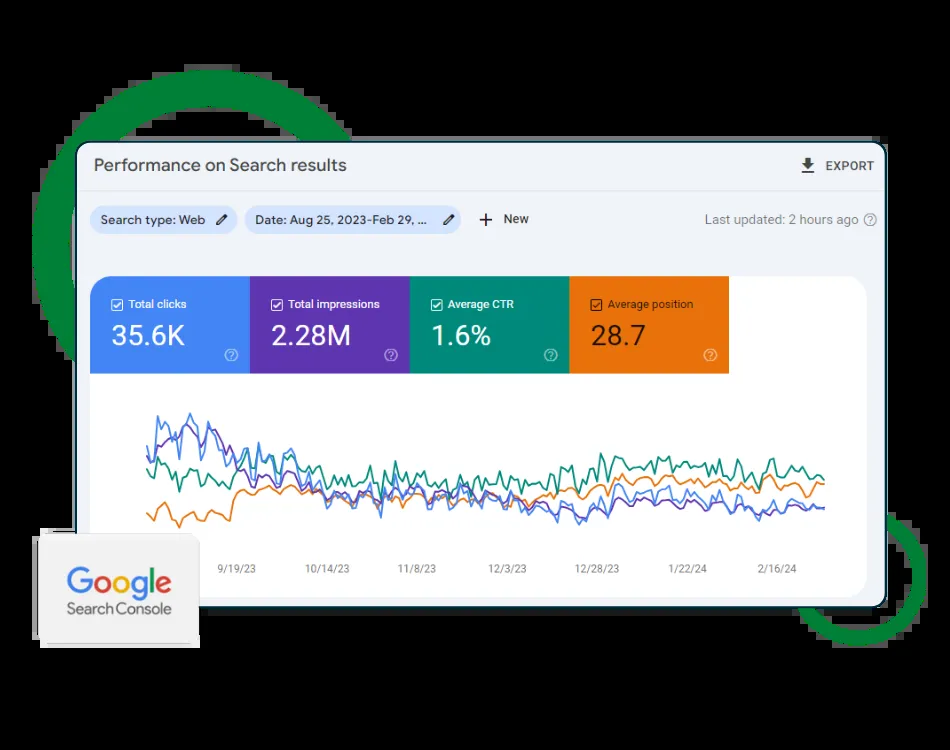 Performance on Search results
EXPORT
Search type: Web
Date: Aug 25, 2023-Feb 29, ...
+ New
Last updated: 2 hours ago
Total clicks
35.6K
Total impressions
2.28M
Average CTR
1.6%
Average position
28.7
9/19/23
10/14/23
11/8/23
12/3/23
12/28/23
1/22/24
2/16/24
Google
Search Console